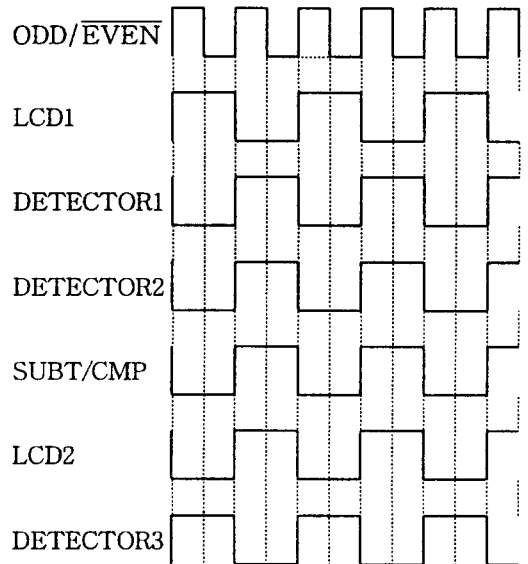 ODD/EVEN
LCD1
DETECTOR1
DETECTOR2
SUBT/CMP
LCD2
DETECTOR3